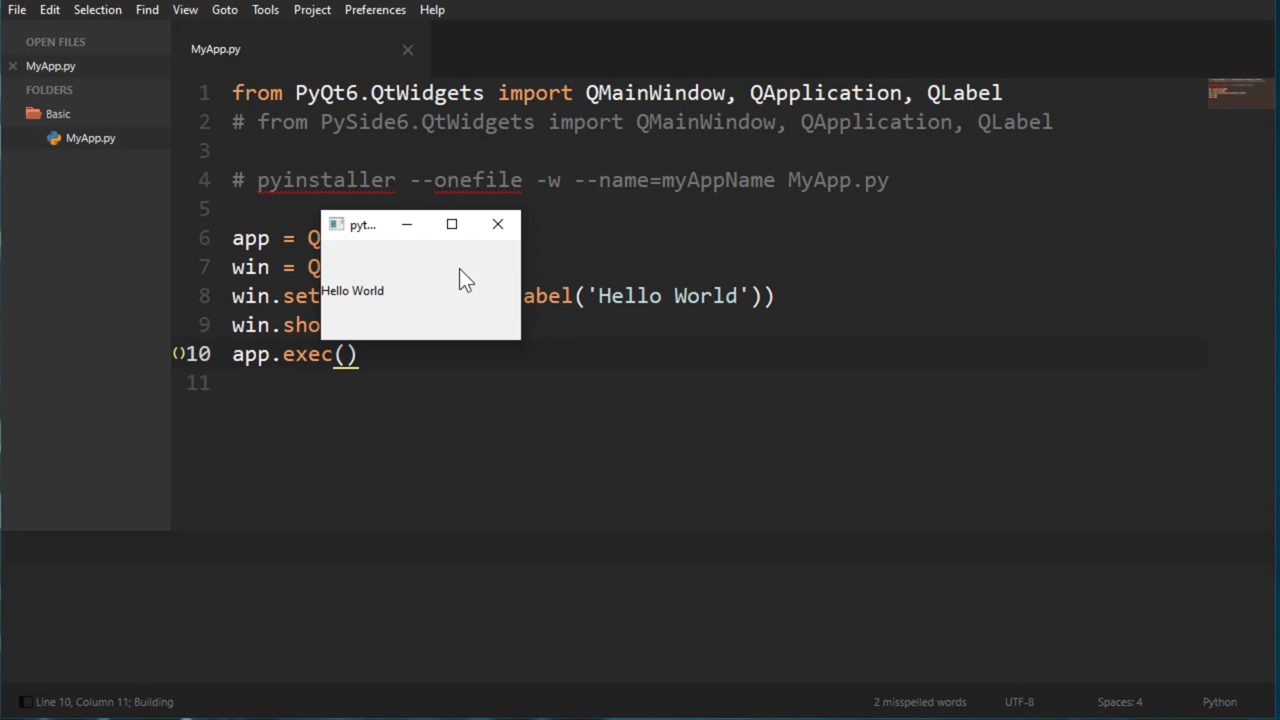 File Edit Selection Find View Goto Tools Project Preferences Help
OPEN FILES
MyApp.py
FOLDERS
Basic
MyApp.py
MyApp.py
1 from PyQt6.QtWidgets import QMainWindow, QApplication, QLabel
2 # from PySide6.QtWidgets import QMainWindow, QApplication, QLabel
3
4 # pyinstaller --onefile -w --name=myAppName MyApp.py
5
6 app = Q
7 win = Q
8 win.set abel('Hello World'))
9 win.sho
10 app.exec()
11
pyt...
Hello World
Line 10, Column 11; Building 2 misspelled words UTF-8 Spaces: 4 Python